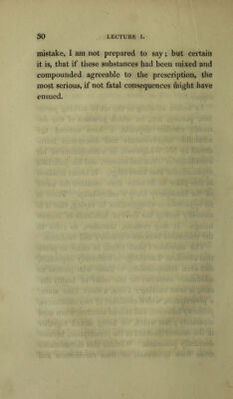 30 LECTURE I.
mistake, I am not prepared to say; but certain
it is, that if these substances had been mixed and
compounded agreeable to the prescription, the
most serious, if not fatal consequences might have
ensued.